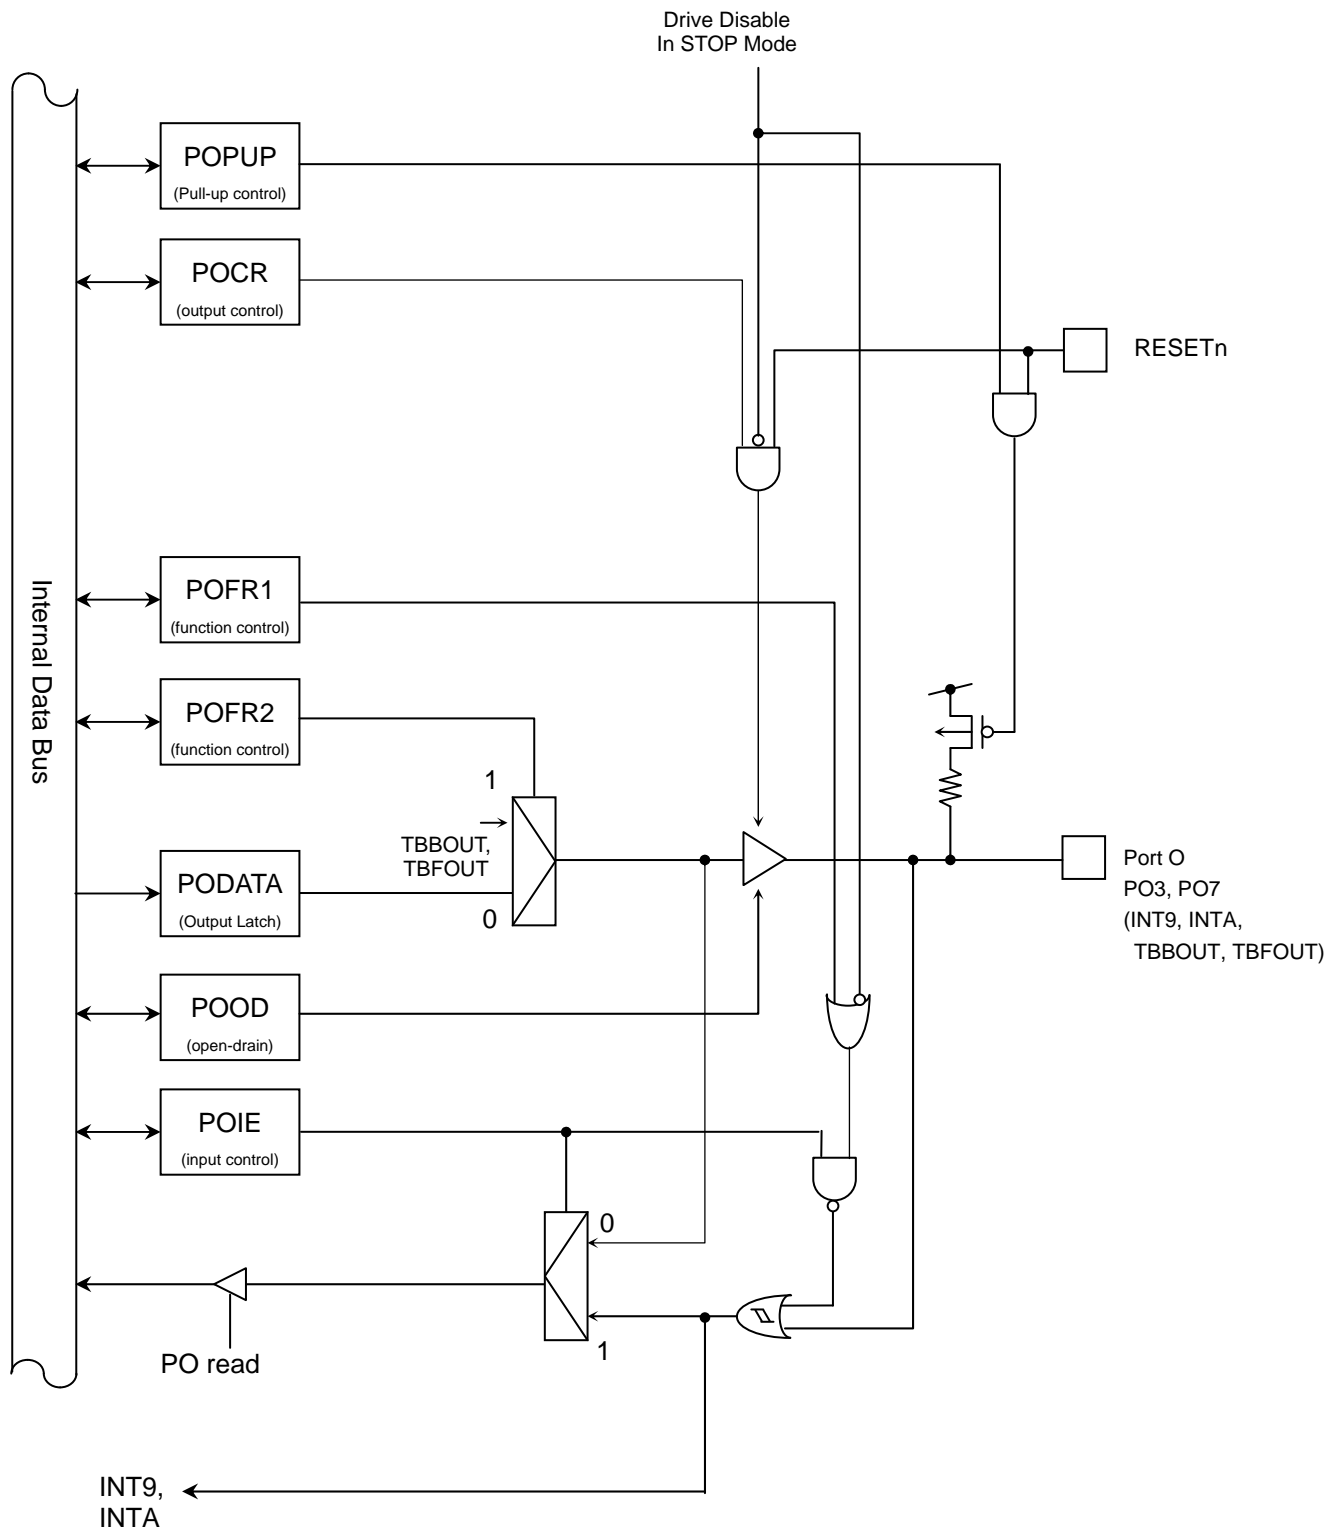 Drive Disable
In STOP Mode
POPUP
(Pull-up control)
POCR
(output control)
RESETn
Internal Data Bus
POFR1
(function control)
POFR2
(function control)
1
TBBOUT,
TBFOUT
PODATA
(Output Latch)
0
Port O
PO3, PO7
(INT9, INTA,
TBBOUT, TBFOUT)
POOD
(open-drain)
POIE
(input control)
0
1
PO read
INT9,
INTA